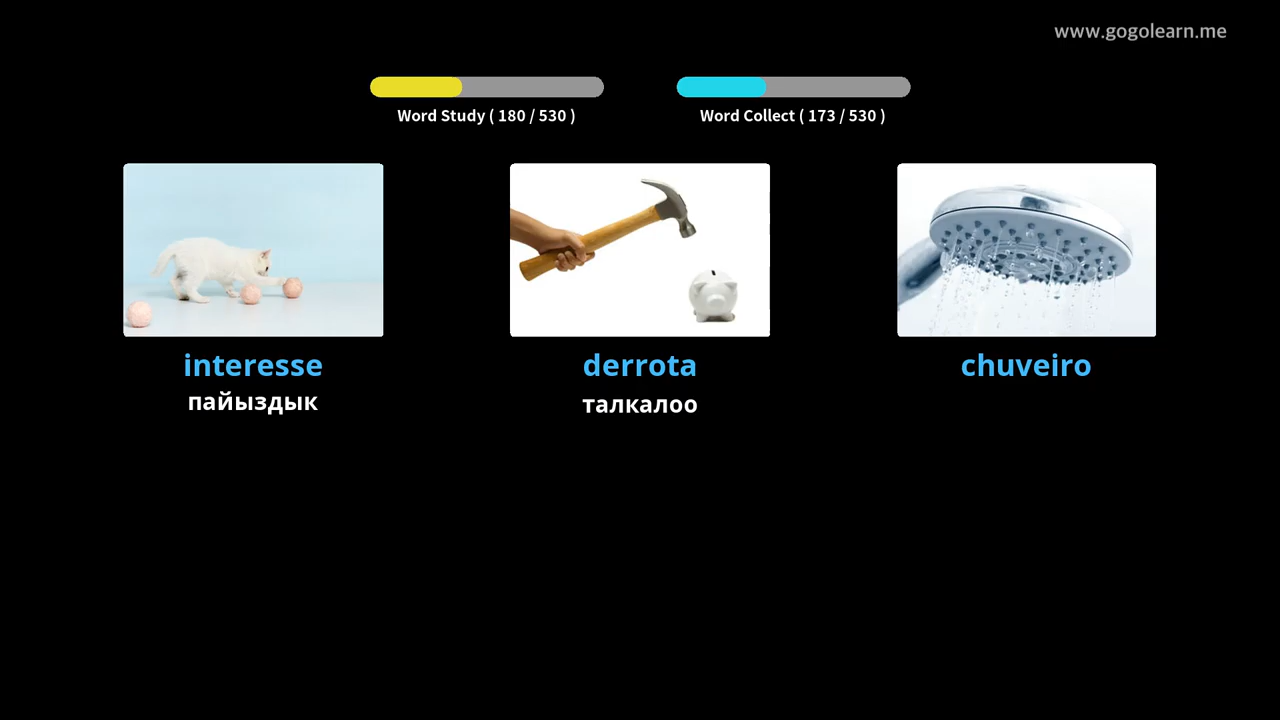 www.gogolearn.me
Word Study ( 180 / 530 )
Word Collect ( 173 / 530 )
interesse
пайыздык
derrota
талкалоо
chuveiro